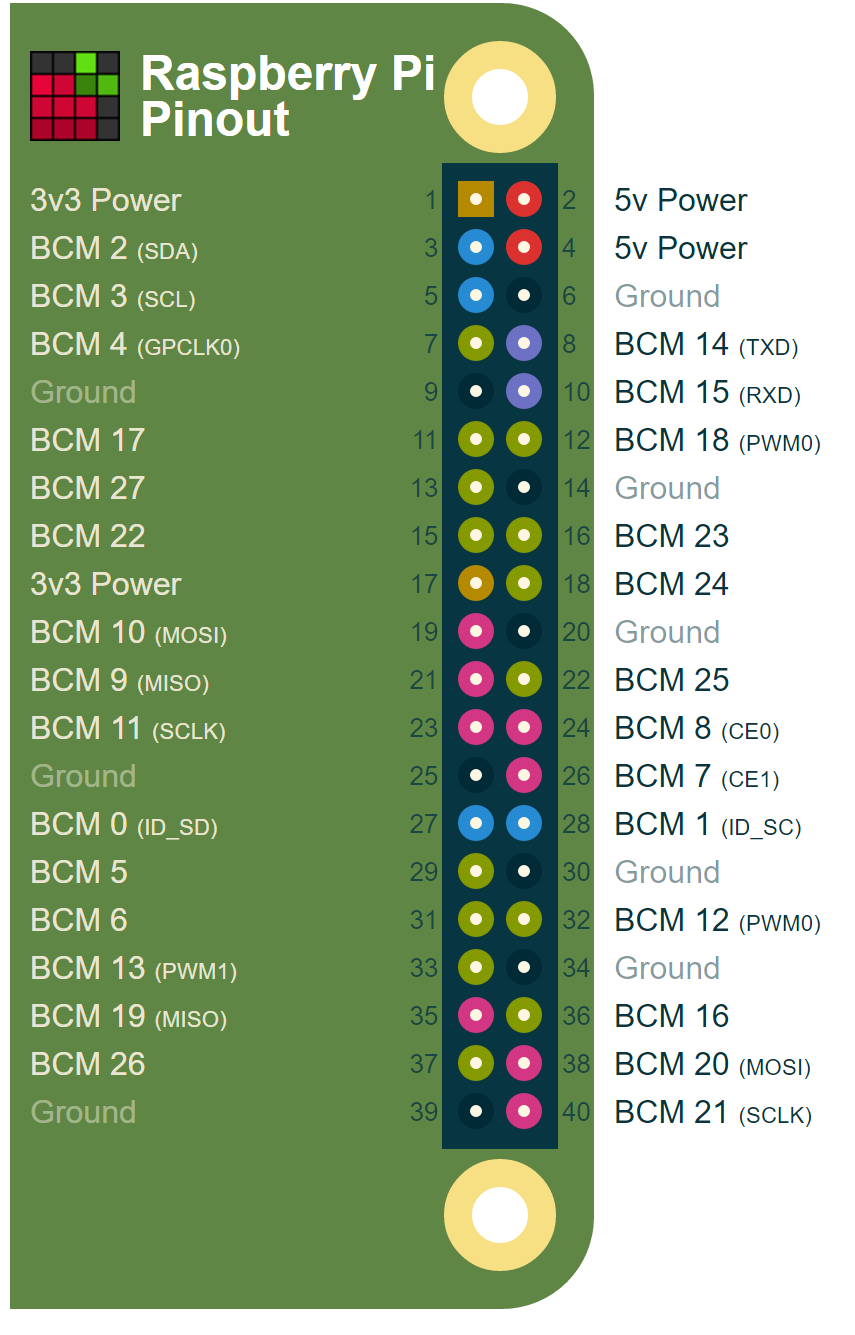 Raspberry Pi
Pinout
3v3 Power 1 2 5v Power
BCM 2 (SDA) 3 4 5v Power
BCM 3 (SCL) 5 6 Ground
BCM 4 (GPCLK0) 7 8 BCM 14 (TXD)
Ground 9 10 BCM 15 (RXD)
BCM 17 11 12 BCM 18 (PWM0)
BCM 27 13 14 Ground
BCM 22 15 16 BCM 23
3v3 Power 17 18 BCM 24
BCM 10 (MOSI) 19 20 Ground
BCM 9 (MISO) 21 22 BCM 25
BCM 11 (SCLK) 23 24 BCM 8 (CE0)
Ground 25 26 BCM 7 (CE1)
BCM 0 (ID_SD) 27 28 BCM 1 (ID_SC)
BCM 5 29 30 Ground
BCM 6 31 32 BCM 12 (PWM0)
BCM 13 (PWM1) 33 34 Ground
BCM 19 (MISO) 35 36 BCM 16
BCM 26 37 38 BCM 20 (MOSI)
Ground 39 40 BCM 21 (SCLK)